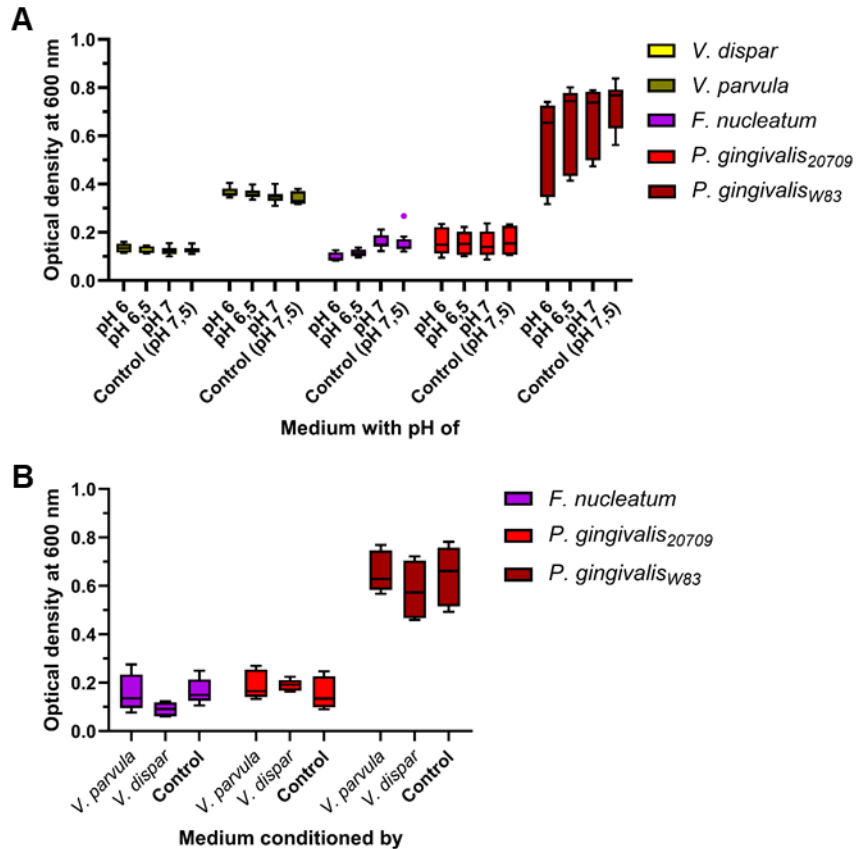 A
Optical density at 600 nm
1.0
0.8
0.6
0.4
0.2
0.0
pH 6
pH 6,5
pH 7
Control (pH 7,5)
pH 6
pH 6,5
pH 7
Control (pH 7,5)
pH 6
pH 6,5
pH 7
Control (pH 7,5)
pH 6
pH 6,5
pH 7
Control (pH 7,5)
pH 6
pH 6,5
pH 7
Control (pH 7,5)
Medium with pH of
V. dispar
V. parvula
F. nucleatum
P. gingivalis20709
P. gingivalisW83
B
Optical density at 600 nm
1.0
0.8
0.6
0.4
0.2
0.0
V. parvula
V. dispar
Control
V. parvula
V. dispar
Control
V. parvula
V. dispar
Control
Medium conditioned by
F. nucleatum
P. gingivalis20709
P. gingivalisW83